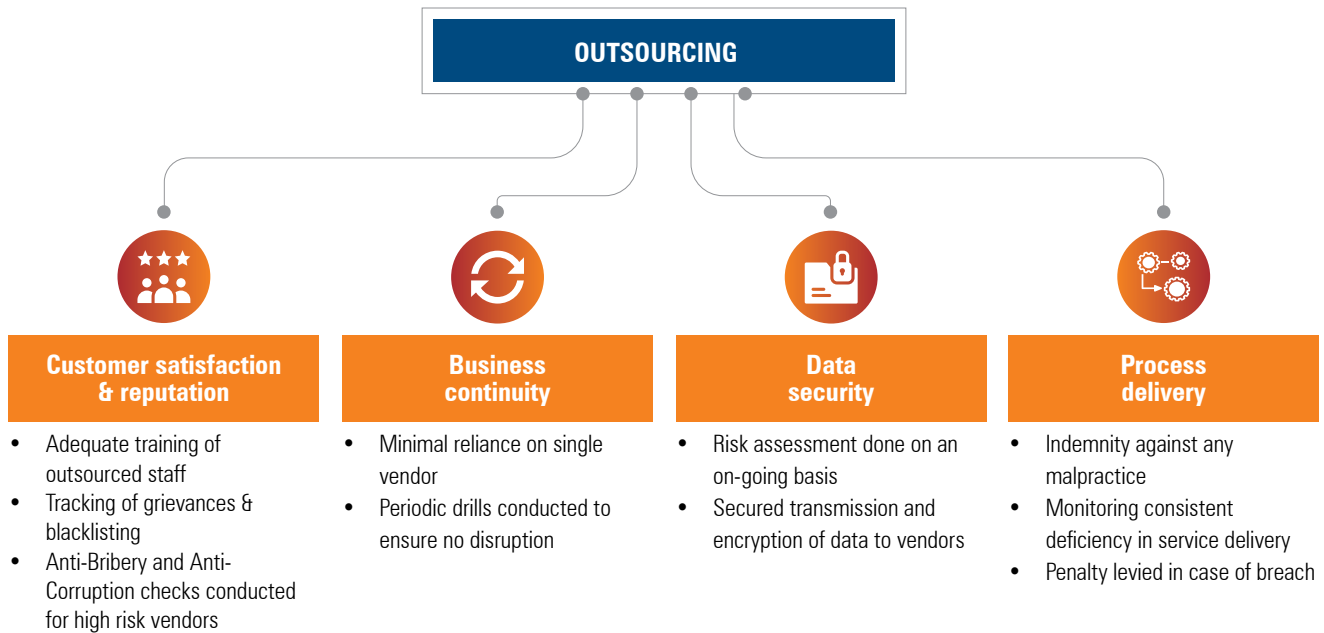 OUTSOURCING
Customer satisfaction
& reputation
• Adequate training of
outsourced staff
• Tracking of grievances &
blacklisting
• Anti-Bribery and Anti-
Corruption checks conducted
for high risk vendors
Business
continuity
• Minimal reliance on single
vendor
• Periodic drills conducted to
ensure no disruption
Data
security
• Risk assessment done on an
on-going basis
• Secured transmission and
encryption of data to vendors
Process
delivery
• Indemnity against any
malpractice
• Monitoring consistent
deficiency in service delivery
• Penalty levied in case of breach